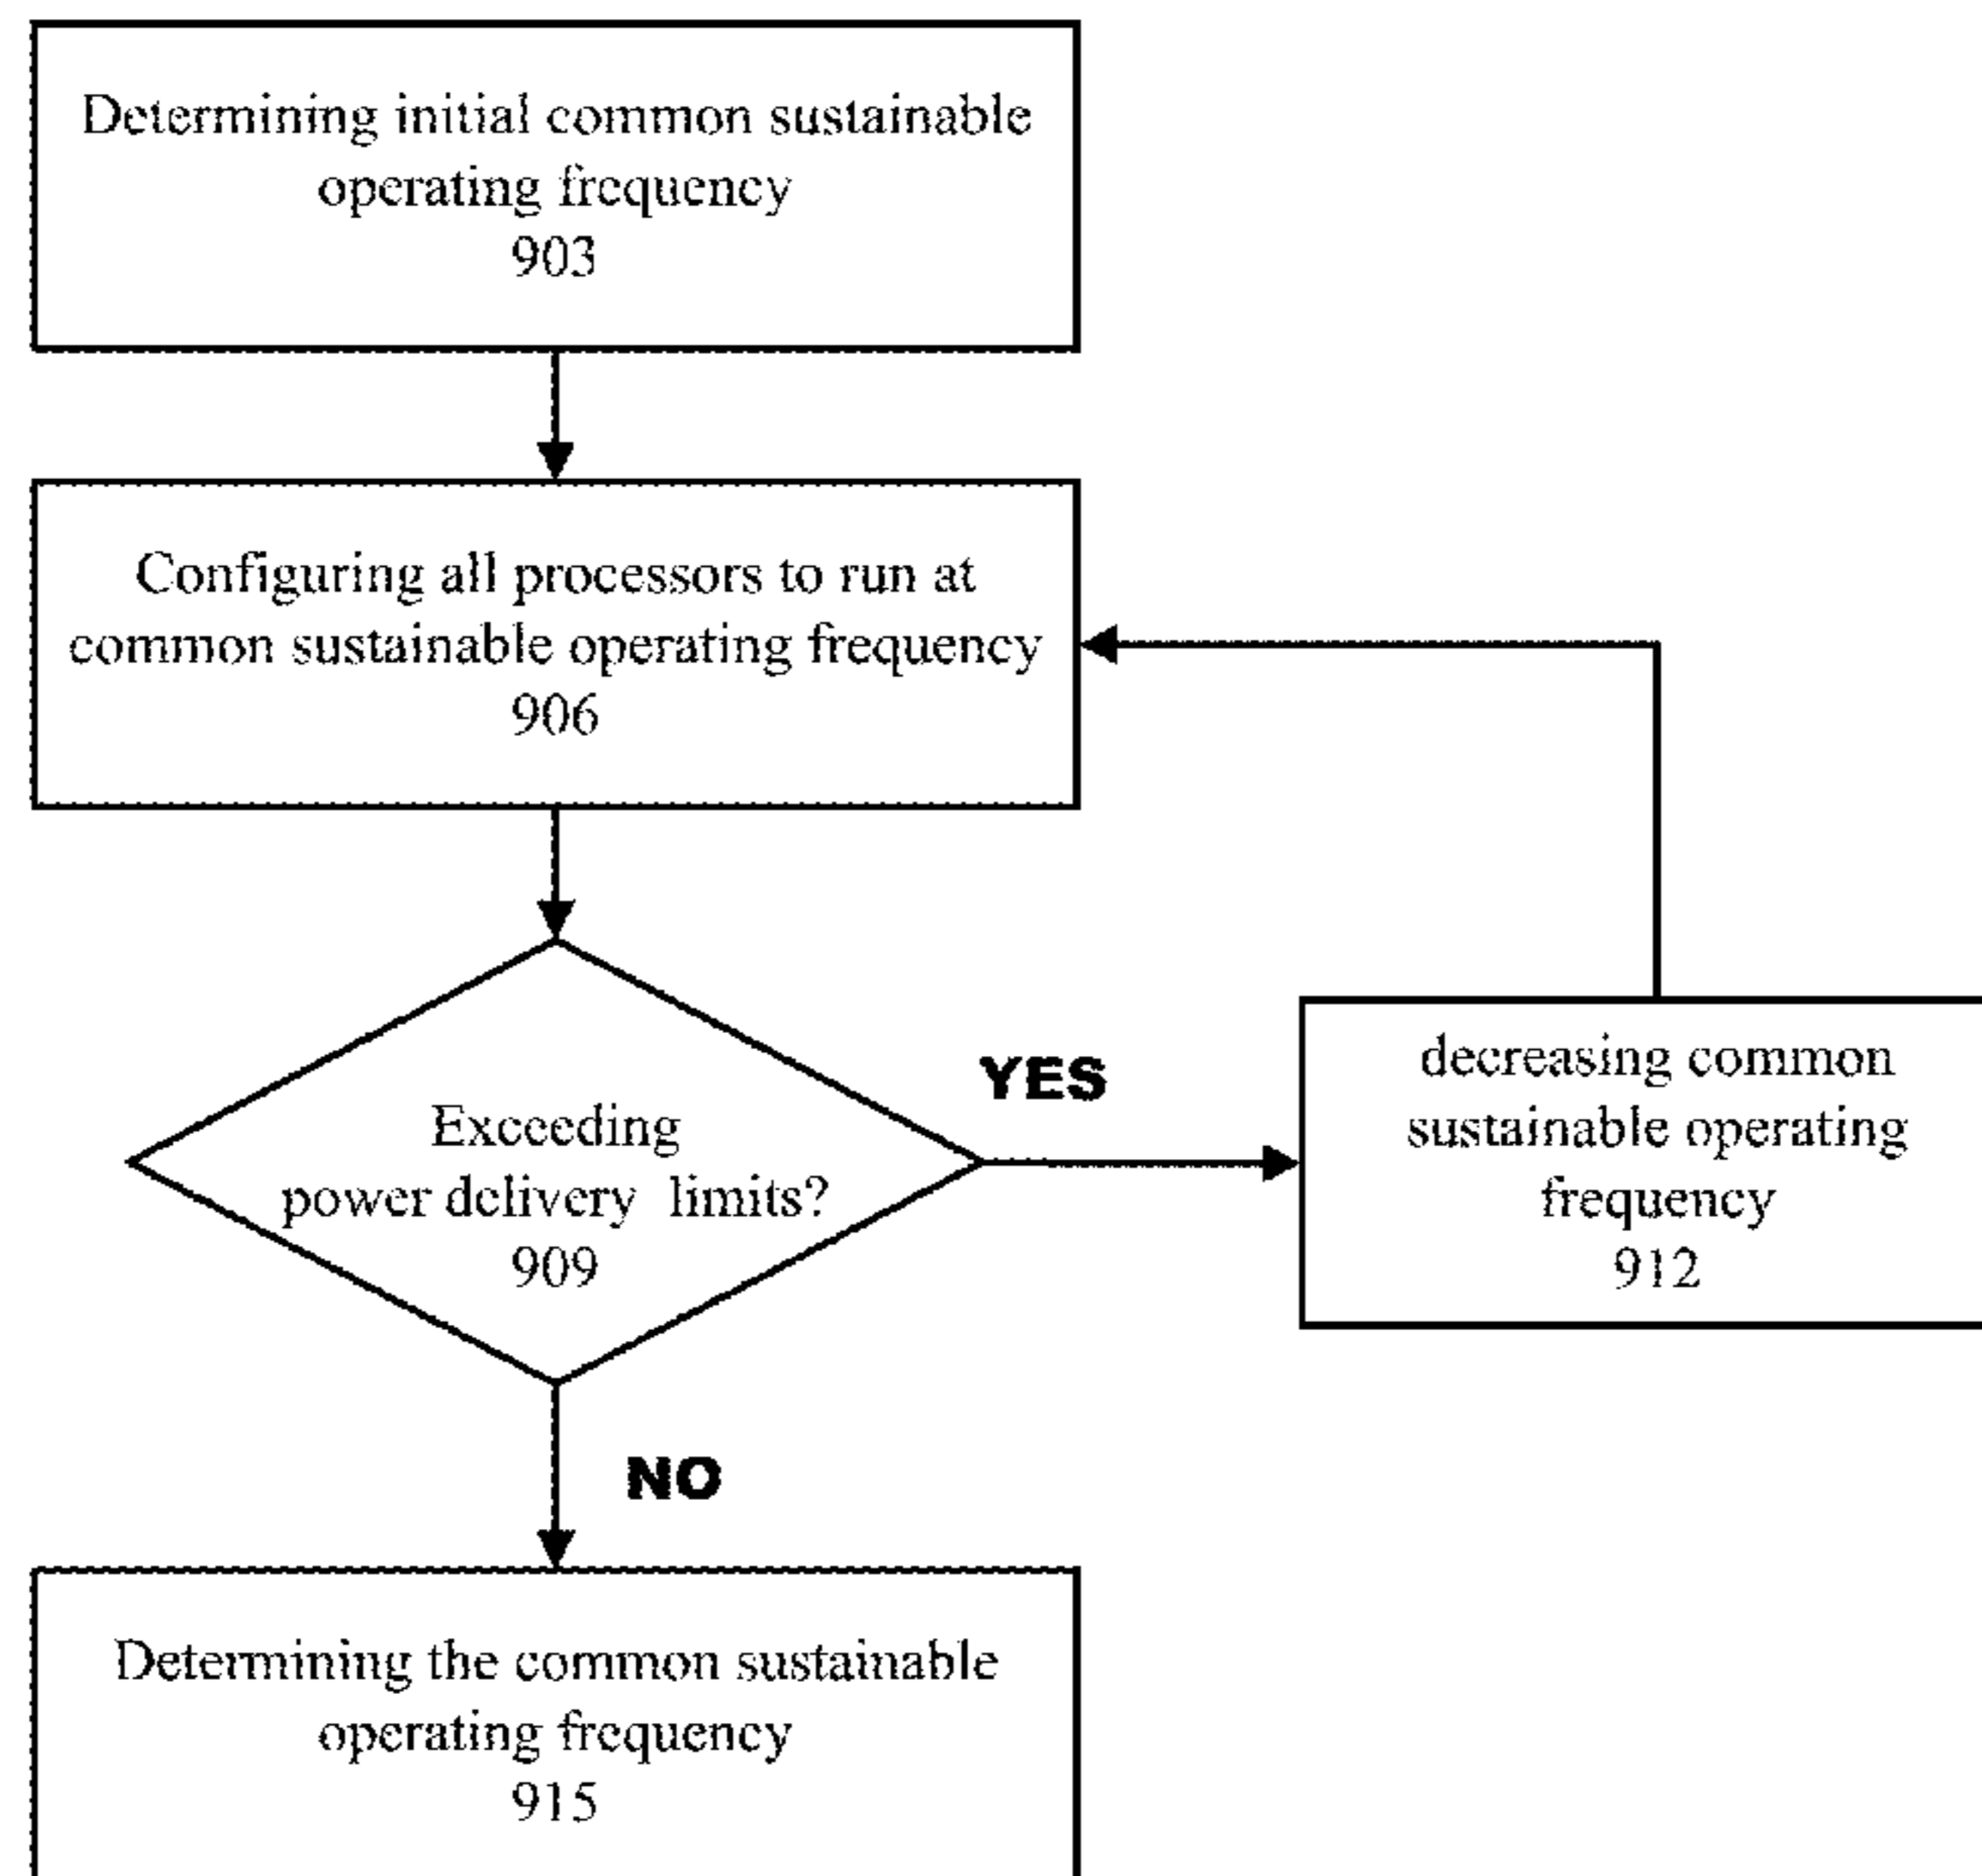 Determining initial common sustainable
operating frequency
903
Configuring all processors to run at
common sustainable operating frequency
906
Exceeding
power delivery limits?
909
YES
decreasing common
sustainable operating
frequency
912
NO
Determining the common sustainable
operating frequency
915